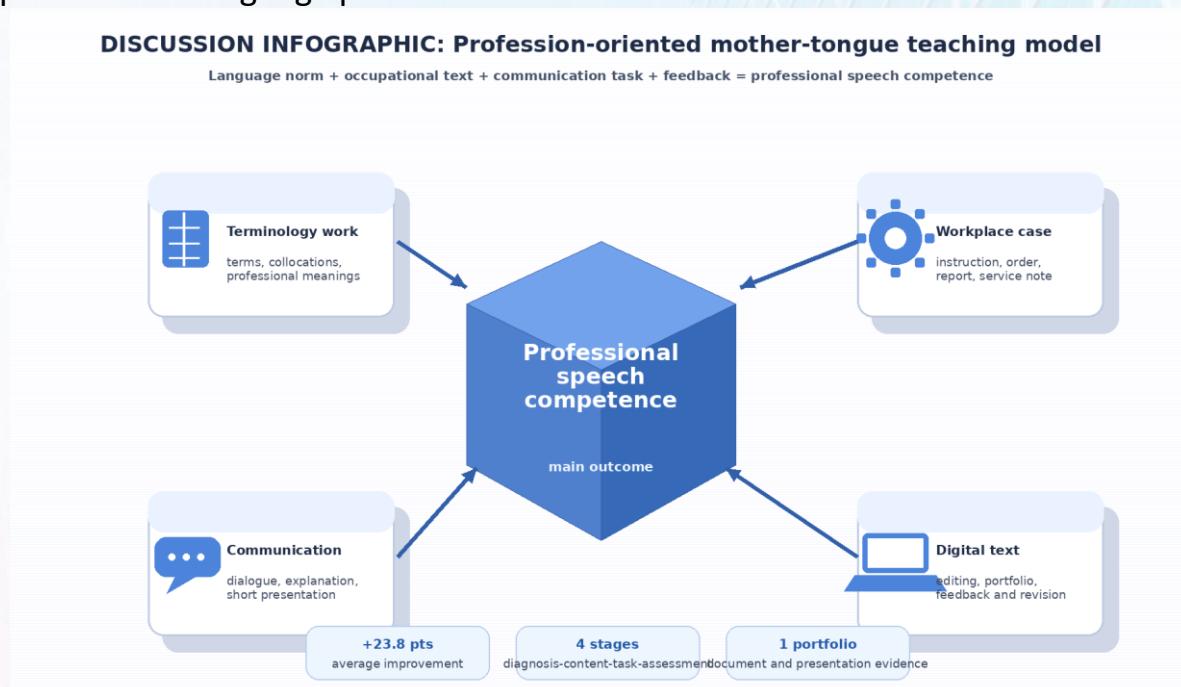 DISCUSSION INFOGRAPHIC: Profession-oriented mother-tongue teaching model
Language norm + occupational text + communication task + feedback = professional speech competence
Terminology work
terms, collocations,
professional meanings
Workplace case
instruction, order,
report, service note
Professional
speech
competence
main outcome
Communication
dialogue, explanation,
short presentation
Digital text
editing, portfolio,
feedback and revision
+23.8 pts
average improvement
4 stages
diagnosis-content-task-assessment
1 portfolio
document and presentation evidence